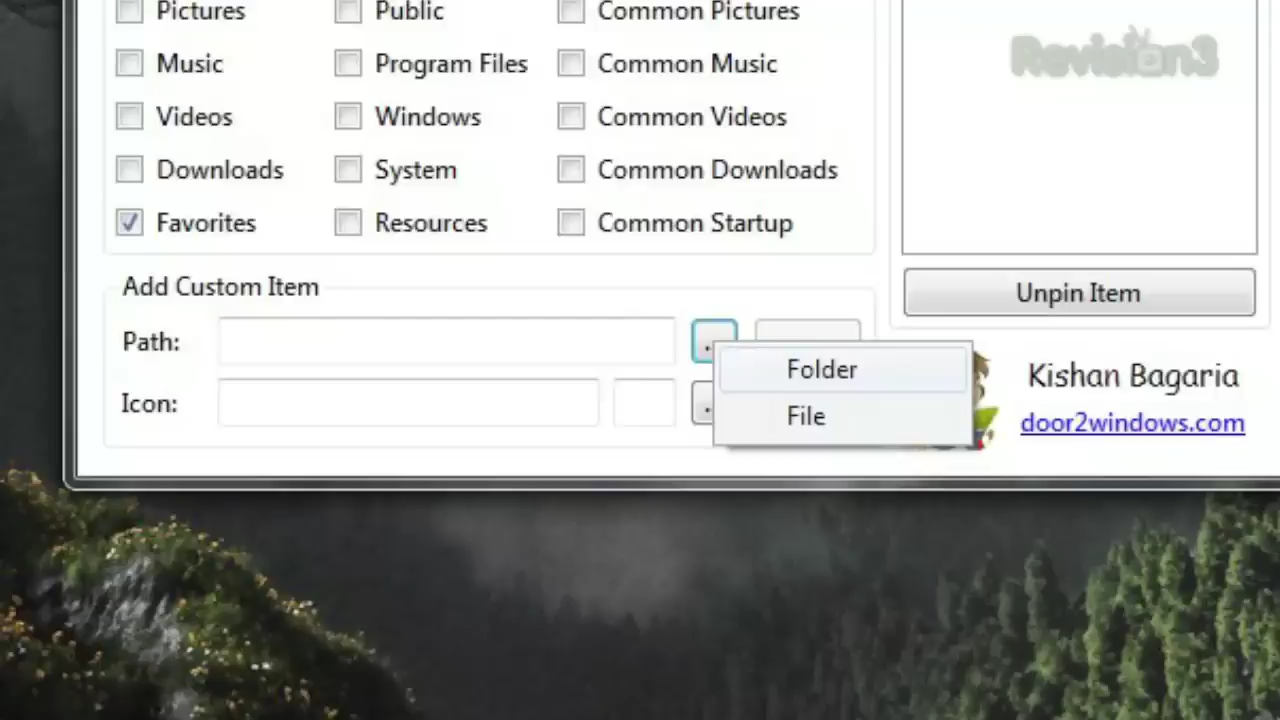 Pictures Public Common Pictures
Revision3
Music Program Files Common Music
Videos Windows Common Videos
Downloads System Common Downloads
Favorites Resources Common Startup
Add Custom Item
Unpin Item
Path:
Folder
Kishan Bagaria
Icon:
File
door2windows.com